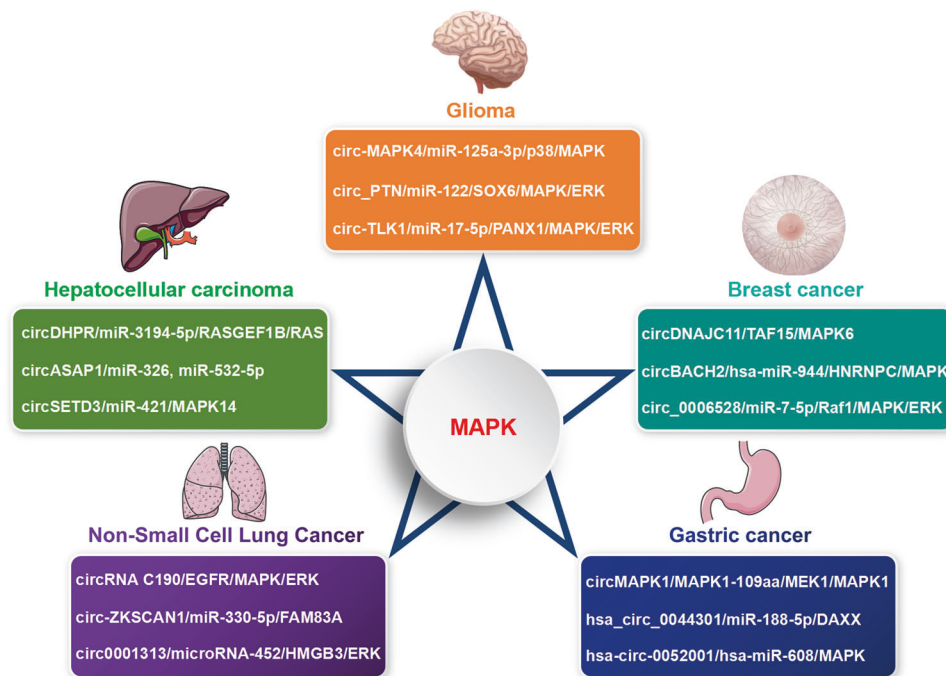 Glioma
circ-MAPK4/miR-125a-3p/p38/MAPK
circ_PTN/miR-122/SOX6/MAPK/ERK
circ-TLK1/miR-17-5p/PANX1/MAPK/ERK
Hepatocellular carcinoma
circDHPR/miR-3194-5p/RASGEF1B/RAS
circASAP1/miR-326, miR-532-5p
circSETD3/miR-421/MAPK14
Breast cancer
circDNAJC11/TAF15/MAPK6
circBACH2/hsa-miR-944/HNRNPC/MAPK
circ_0006528/miR-7-5p/Raf1/MAPK/ERK
MAPK
Non-Small Cell Lung Cancer
circRNA C190/EGFR/MAPK/ERK
circ-ZKSCAN1/miR-330-5p/FAM83A
circ0001313/microRNA-452/HMGB3/ERK
Gastric cancer
circMAPK1/MAPK1-109aa/MEK1/MAPK1
hsa_circ_0044301/miR-188-5p/DAXX
hsa-circ-0052001/hsa-miR-608/MAPK